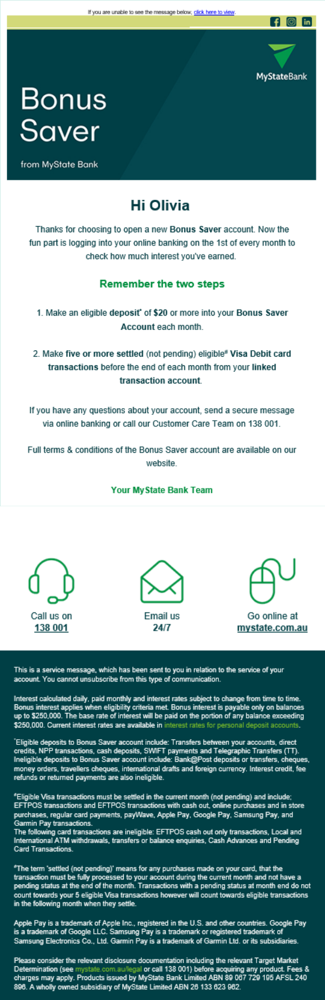 If you are unable to see the message below, click here to view.
MyStateBank
Bonus
Saver
from MyState Bank
Hi Olivia
Thanks for choosing to open a new Bonus Saver account. Now the
fun part is logging into your online banking on the 1st of every month to
check how much interest you've earned.
Remember the two steps
1. Make an eligible deposit* of $20 or more into your Bonus Saver
Account each month.
2. Make five or more settled (not pending) eligible# Visa Debit card
transactions before the end of each month from your linked
transaction account.
If you have any questions about your account, send a secure message
via online banking or call our Customer Care Team on 138 001.
Full terms & conditions of the Bonus Saver account are available on our
website.
Your MyState Bank Team
Call us on
138 001
Email us
24/7
Go online at
mystate.com.au
This is a service message, which has been sent to you in relation to the service of your
account. You cannot unsubscribe from this type of communication.
Interest calculated daily, paid monthly and interest rates subject to change from time to time.
Bonus interest applies when eligibility criteria met. Bonus interest is payable only on balances
up to $250,000. The base rate of interest will be paid on the portion of any balance exceeding
$250,000. Current interest rates are available in interest rates for personal deposit accounts.
*Eligible deposits to Bonus Saver account include: Transfers between your accounts, direct
credits, NPP transactions, cash deposits, SWIFT payments and Telegraphic Transfers (TT).
Ineligible deposits to Bonus Saver account include: Bank@Post deposits or transfers, cheques,
money orders, travellers cheques, international drafts and foreign currency. Interest credit, fee
refunds or returned payments are also ineligible.
#Eligible Visa transactions must be settled in the current month (not pending) and include;
EFTPOS transactions and EFTPOS transactions with cash out, online purchases and in store
purchases, regular card payments, payWave, Apple Pay, Google Pay, Samsung Pay, and
Garmin Pay transactions.
The following card transactions are ineligible: EFTPOS cash out only transactions, Local and
International ATM withdrawals, transfers or balance enquiries, Cash Advances and Pending
Card Transactions.
#The term "settled (not pending)" means for any purchases made on your card, that the
transaction must be fully processed to your account during the current month and not have a
pending status at the end of the month. Transactions with a pending status at month end do not
count towards your 5 eligible Visa transactions however will count towards eligible transactions
in the following month when they settle.
Apple Pay is a trademark of Apple Inc., registered in the U.S. and other countries. Google Pay
is a trademark of Google LLC. Samsung Pay is a trademark or registered trademark of
Samsung Electronics Co., Ltd. Garmin Pay is a trademark of Garmin Ltd. or its subsidiaries.
Please consider the relevant disclosure documentation including the relevant Target Market
Determination (see mystate.com.au/legal or call 138 001) before acquiring any product. Fees &
charges may apply. Products issued by MyState Bank Limited ABN 89 067 729 195 AFSL 240
896. A wholly owned subsidiary of MyState Limited ABN 26 133 623 962.